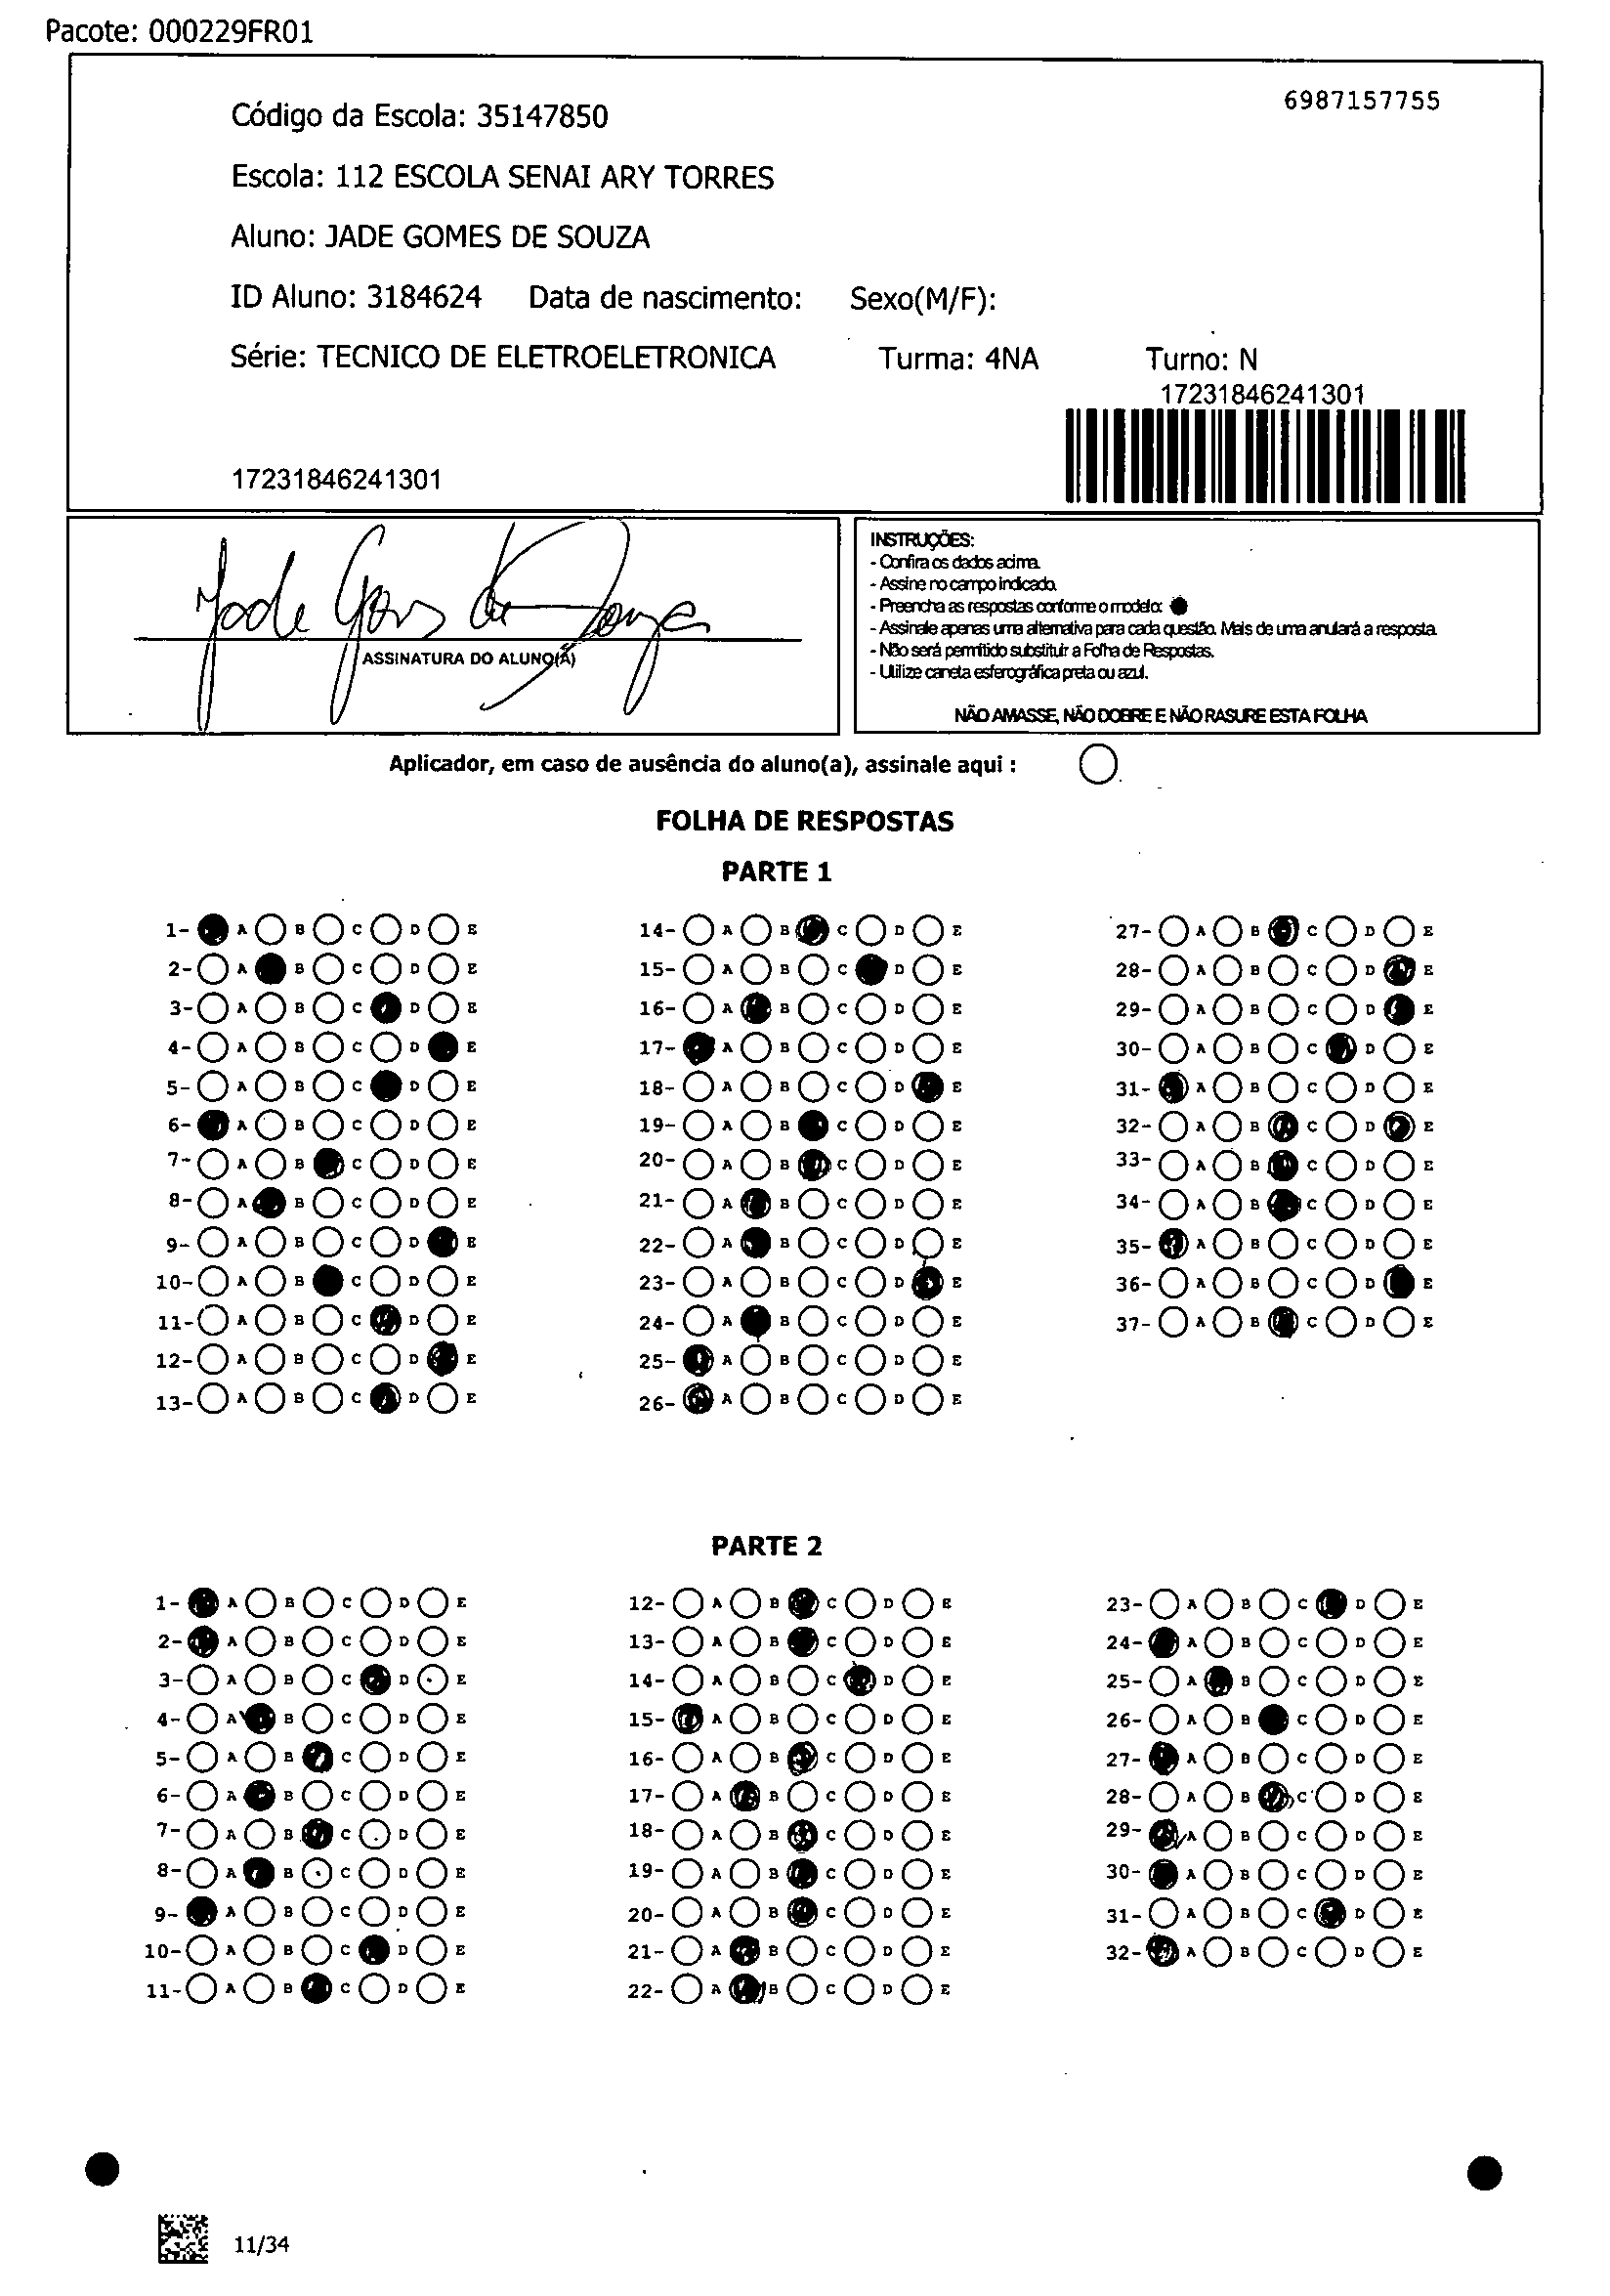 Pacote: 000229FR01
6987157755
Código da Escola: 35147850
Escola: 112 ESCOLA SENAI ARY TORRES
Aluno: JADE GOMES DE SOUZA
ID Aluno: 3184624 Data de nascimento: Sexo(M/F):
Série: TECNICO DE ELETROELETRONICA Turma: 4NA Turno: N
17231846241301
17231846241301
Jade Gomes de Souza
ASSINATURA DO ALUNO(A)
INSTRUÇÕES:
- Confira os dados acima.
- Assine no campo indicado.
- Preencha as respostas conforme o modelo:
- Assinale apenas uma alternativa para cada questão. Mais de uma anulará a resposta.
- Não será permitido substituir a Folha de Respostas.
- Utilize caneta esferográfica preta ou azul.
NÃO AMASSE, NÃO DOBRE E NÃO RASURE ESTA FOLHA
Aplicador, em caso de ausência do aluno(a), assinale aqui :
FOLHA DE RESPOSTAS
PARTE 1
1- A B C D E
2- A B C D E
3- A B C D E
4- A B C D E
5- A B C D E
6- A B C D E
7- A B C D E
8- A B C D E
9- A B C D E
10- A B C D E
11- A B C D E
12- A B C D E
13- A B C D E
14- A B C D E
15- A B C D E
16- A B C D E
17- A B C D E
18- A B C D E
19- A B C D E
20- A B C D E
21- A B C D E
22- A B C D E
23- A B C D E
24- A B C D E
25- A B C D E
26- A B C D E
27- A B C D E
28- A B C D E
29- A B C D E
30- A B C D E
31- A B C D E
32- A B C D E
33- A B C D E
34- A B C D E
35- A B C D E
36- A B C D E
37- A B C D E
PARTE 2
1- A B C D E
2- A B C D E
3- A B C D E
4- A B C D E
5- A B C D E
6- A B C D E
7- A B C D E
8- A B C D E
9- A B C D E
10- A B C D E
11- A B C D E
12- A B C D E
13- A B C D E
14- A B C D E
15- A B C D E
16- A B C D E
17- A B C D E
18- A B C D E
19- A B C D E
20- A B C D E
21- A B C D E
22- A B C D E
23- A B C D E
24- A B C D E
25- A B C D E
26- A B C D E
27- A B C D E
28- A B C D E
29- A B C D E
30- A B C D E
31- A B C D E
32- A B C D E
11/34